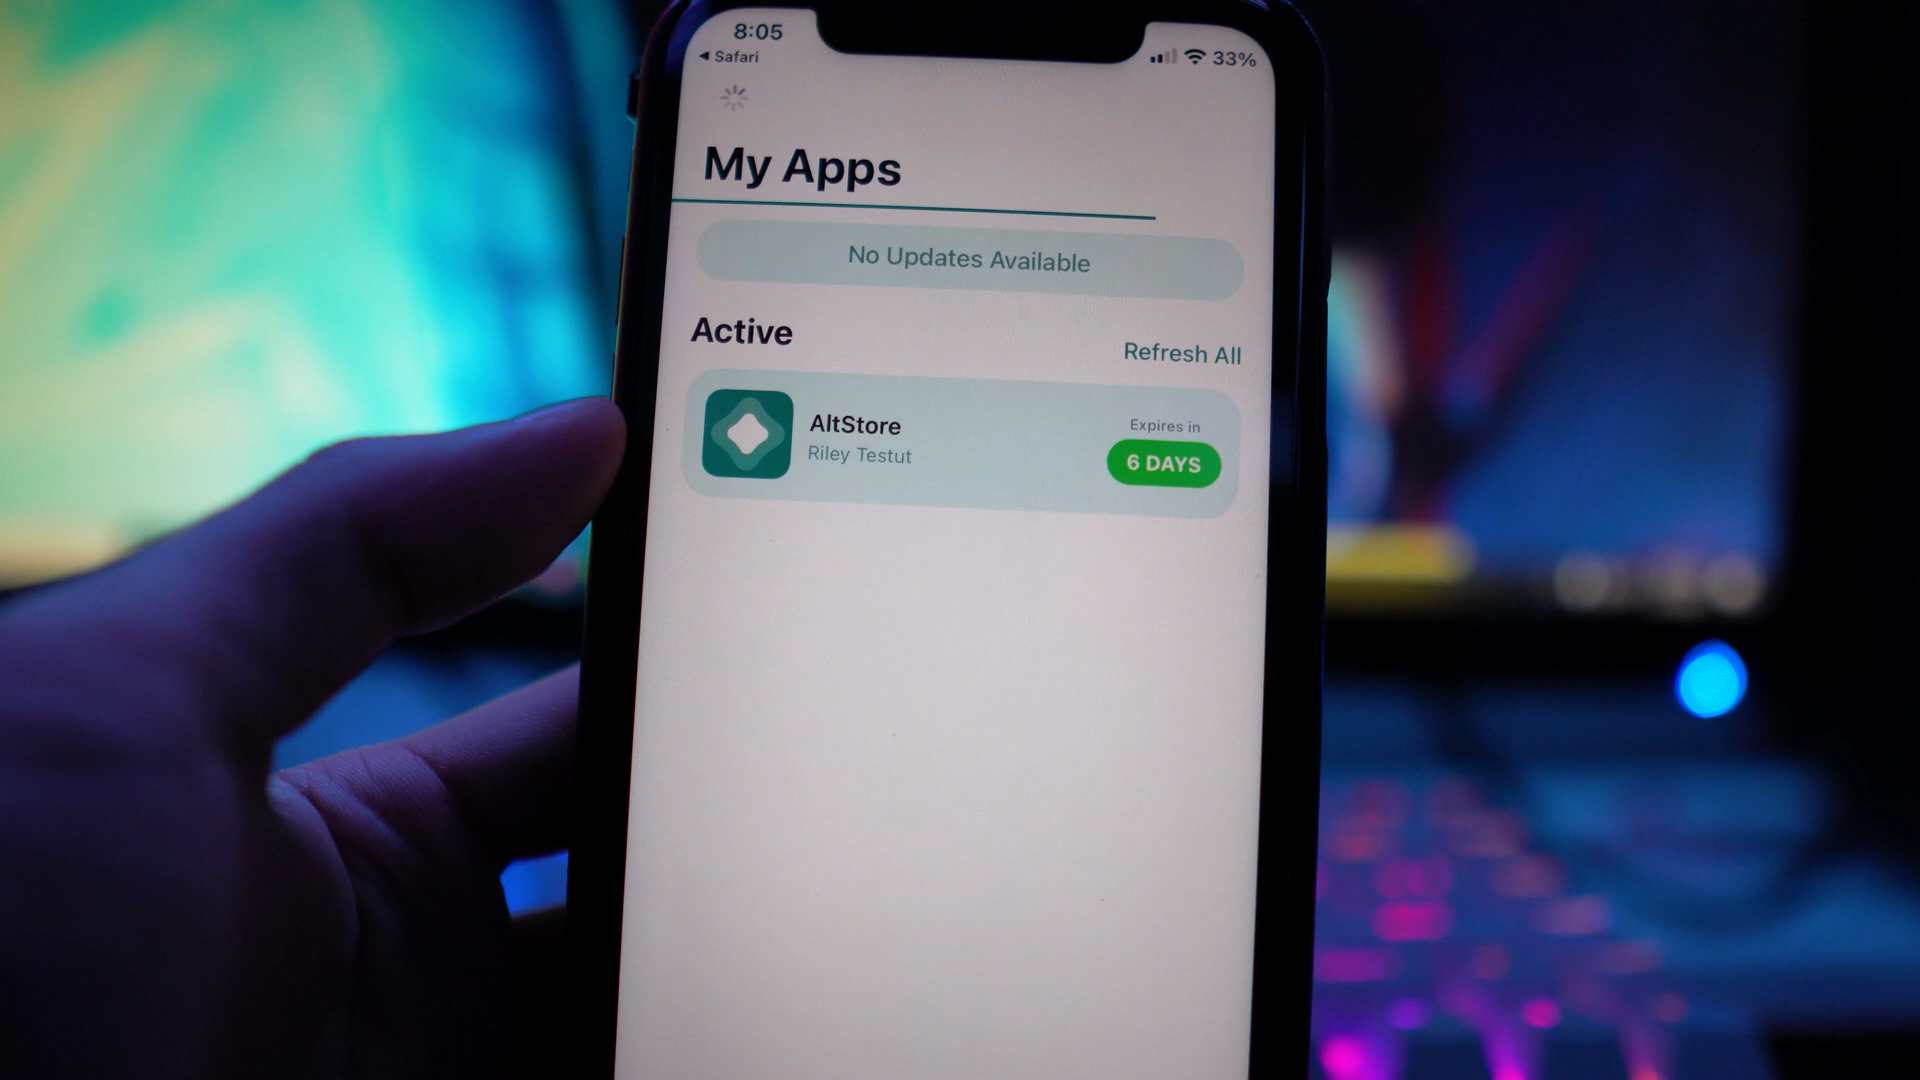 8:05
◀ Safari
33%
My Apps
No Updates Available
Active
Refresh All
AltStore
Riley Testut
Expires in
6 DAYS